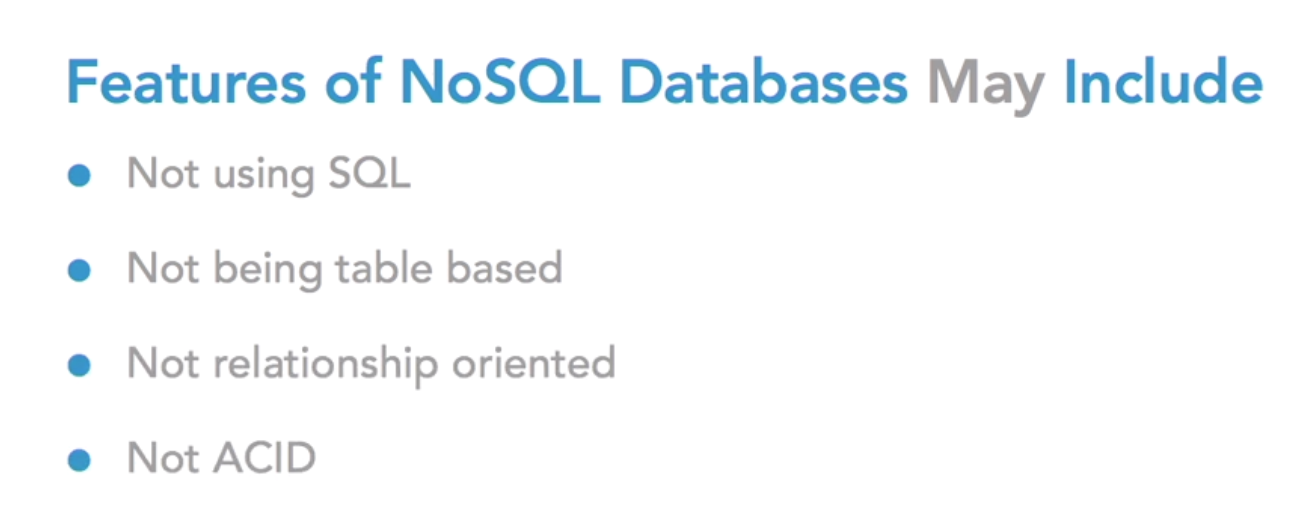 Features of NoSQL Databases May Include
● Not using SQL
● Not being table based
● Not relationship oriented
● Not ACID